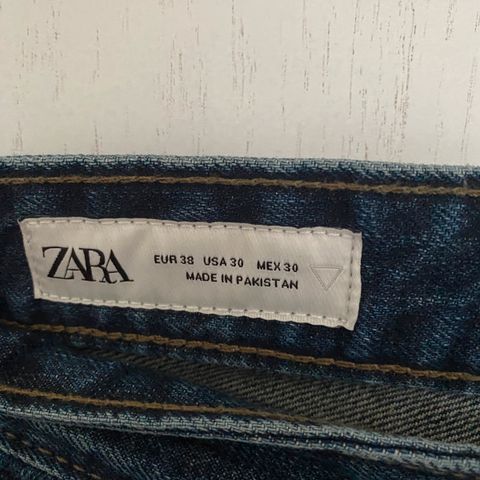 ZARA
EUR 38 USA 30 MEX 30
MADE IN PAKISTAN